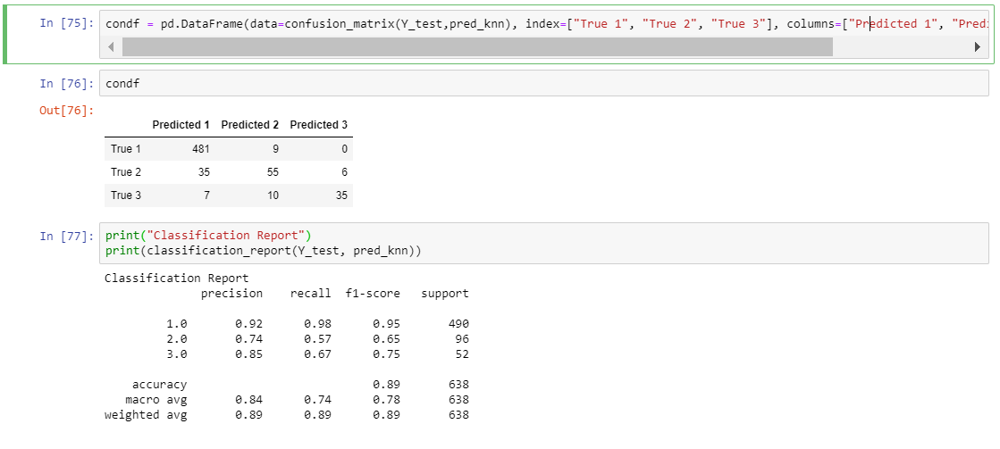 In [75]: condf = pd.DataFrame(data=confusion_matrix(Y_test,pred_knn), index=["True 1", "True 2", "True 3"], columns=["Predicted 1", "Pred
In [76]: condf
Out[76]:
Predicted 1 Predicted 2 Predicted 3
True 1 481 9 0
True 2 35 55 6
True 3 7 10 35
In [77]: print("Classification Report")
print(classification_report(Y_test, pred_knn))
Classification Report
precision recall f1-score support
1.0 0.92 0.98 0.95 490
2.0 0.74 0.57 0.65 96
3.0 0.85 0.67 0.75 52
accuracy 0.89 638
macro avg 0.84 0.74 0.78 638
weighted avg 0.89 0.89 0.89 638